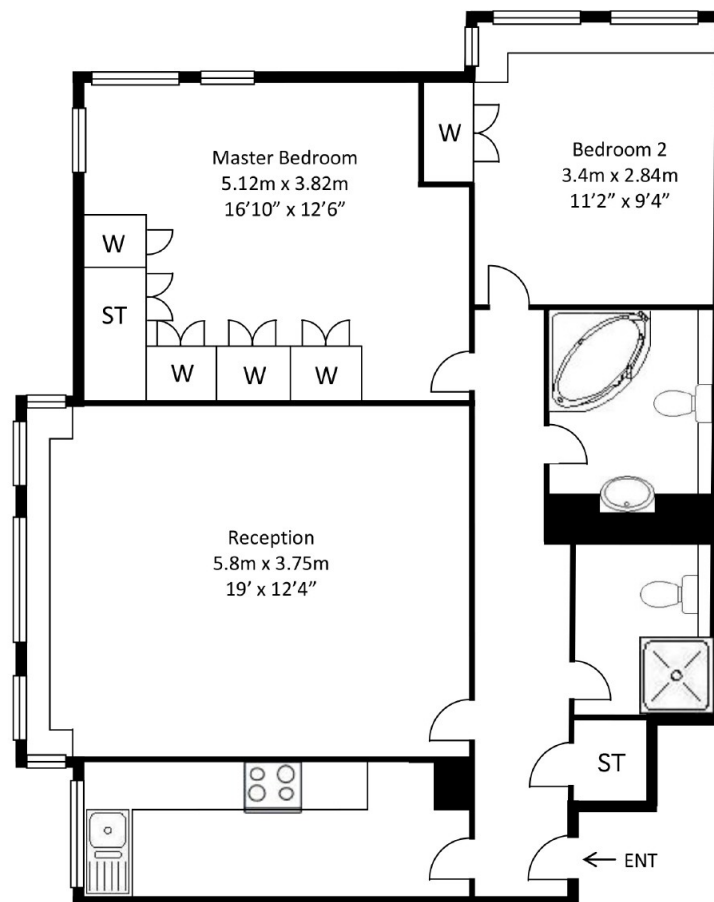 W
Master Bedroom
5.12m x 3.82m
16’10” x 12’6”
Bedroom 2
3.4m x 2.84m
11’2” x 9’4”
W
ST
W
W
W
Reception
5.8m x 3.75m
19’ x 12’4”
ST
← ENT